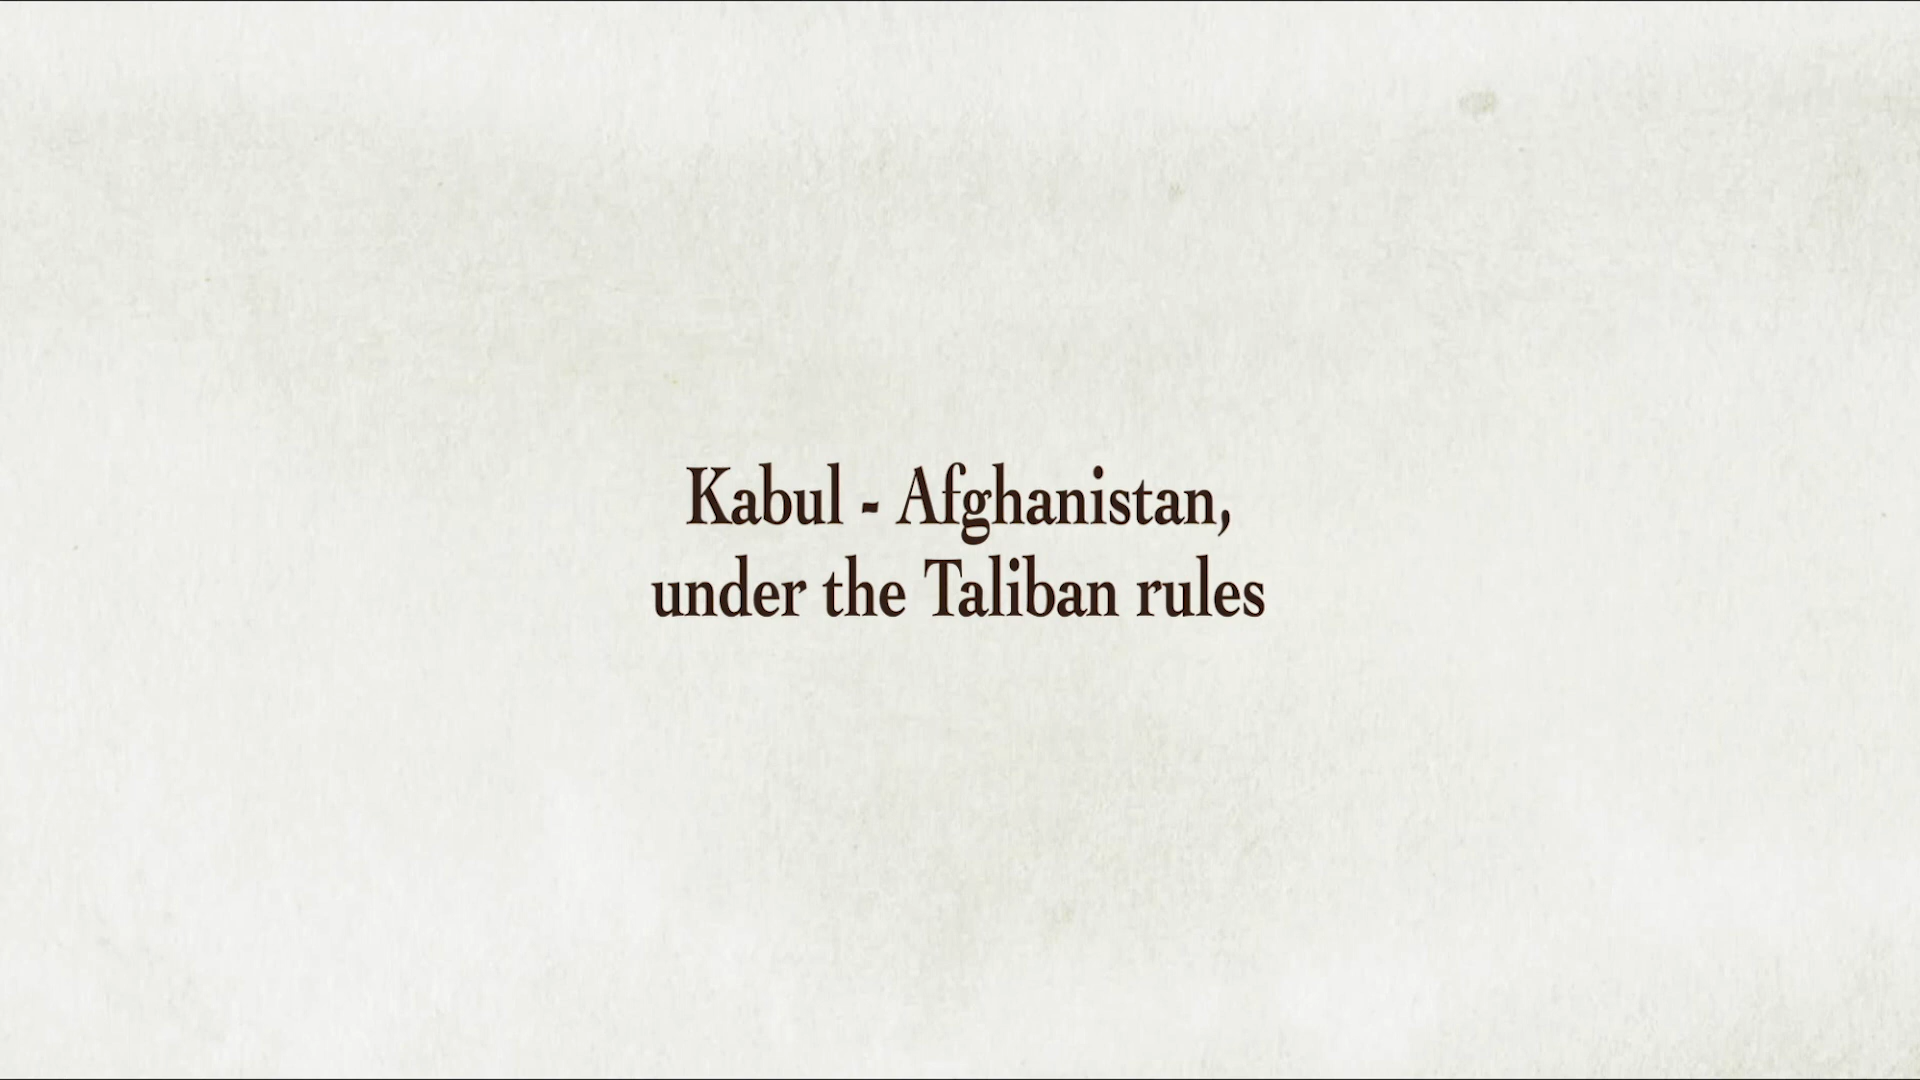 Kabul - Afghanistan,
under the Taliban rules